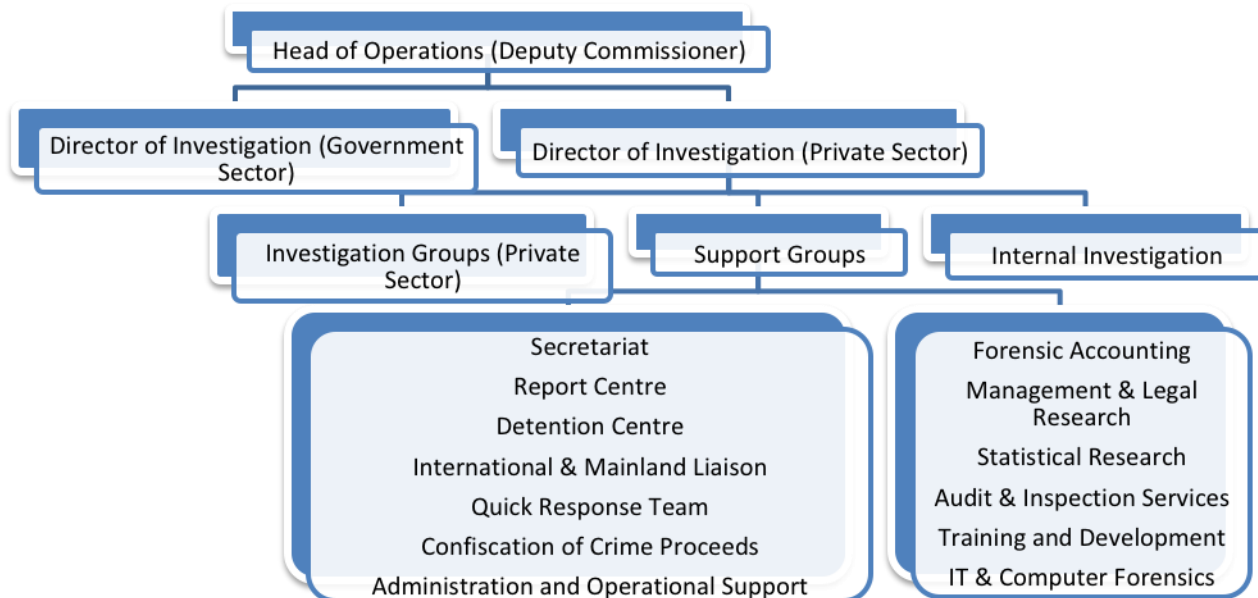 Head of Operations (Deputy Commissioner)
Director of Investigation (Government
Sector)
Director of Investigation (Private Sector)
Investigation Groups (Private
Sector)
Support Groups
Internal Investigation
Secretariat
Report Centre
Detention Centre
International & Mainland Liaison
Quick Response Team
Confiscation of Crime Proceeds
Administration and Operational Support
Forensic Accounting
Management & Legal
Research
Statistical Research
Audit & Inspection Services
Training and Development
IT & Computer Forensics